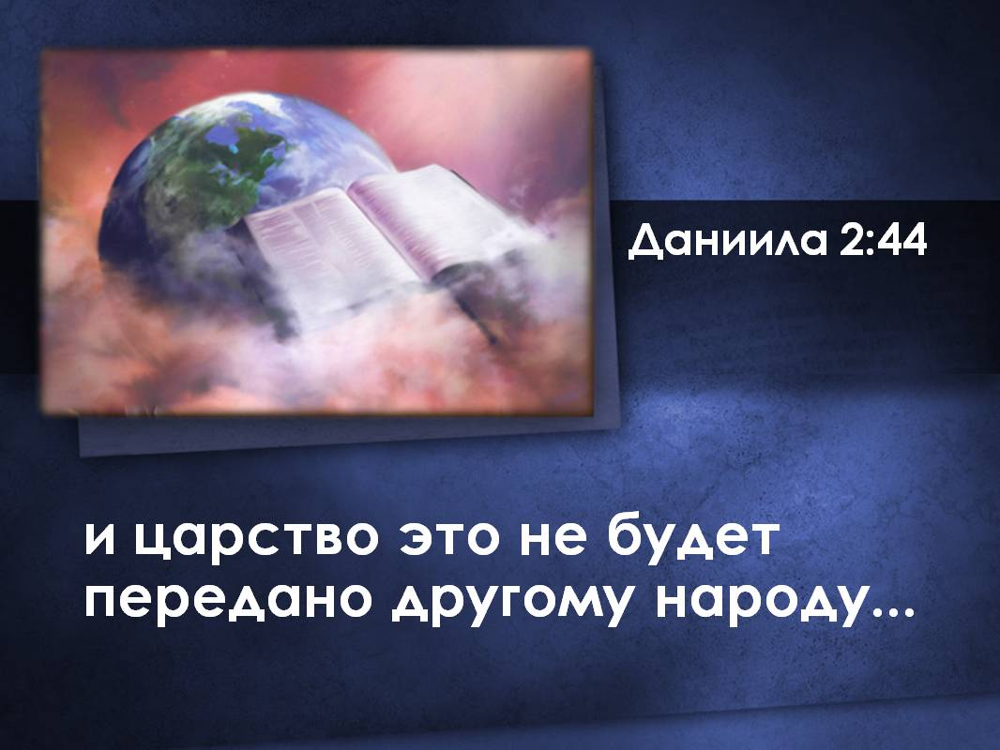 Даниила 2:44
и царство это не будет
передано другому народу...